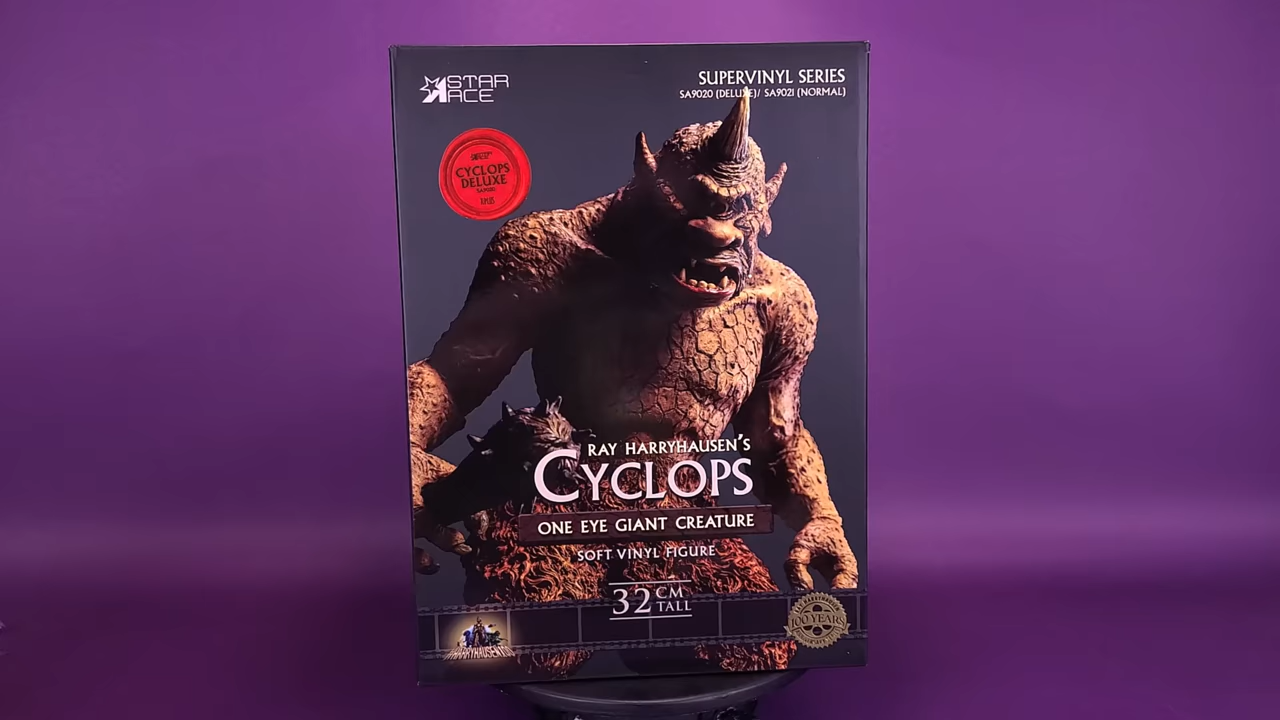 STAR ACE
SUPERVINYL SERIES
SA9020 (DELUXE)/ SA9021 (NORMAL)
CYCLOPS
DELUXE
X-PLUS
RAY HARRYHAUSEN'S
CYCLOPS
ONE EYE GIANT CREATURE
SOFT VINYL FIGURE
32 CM TALL
HARRYHAUSEN'S
100 YEARS